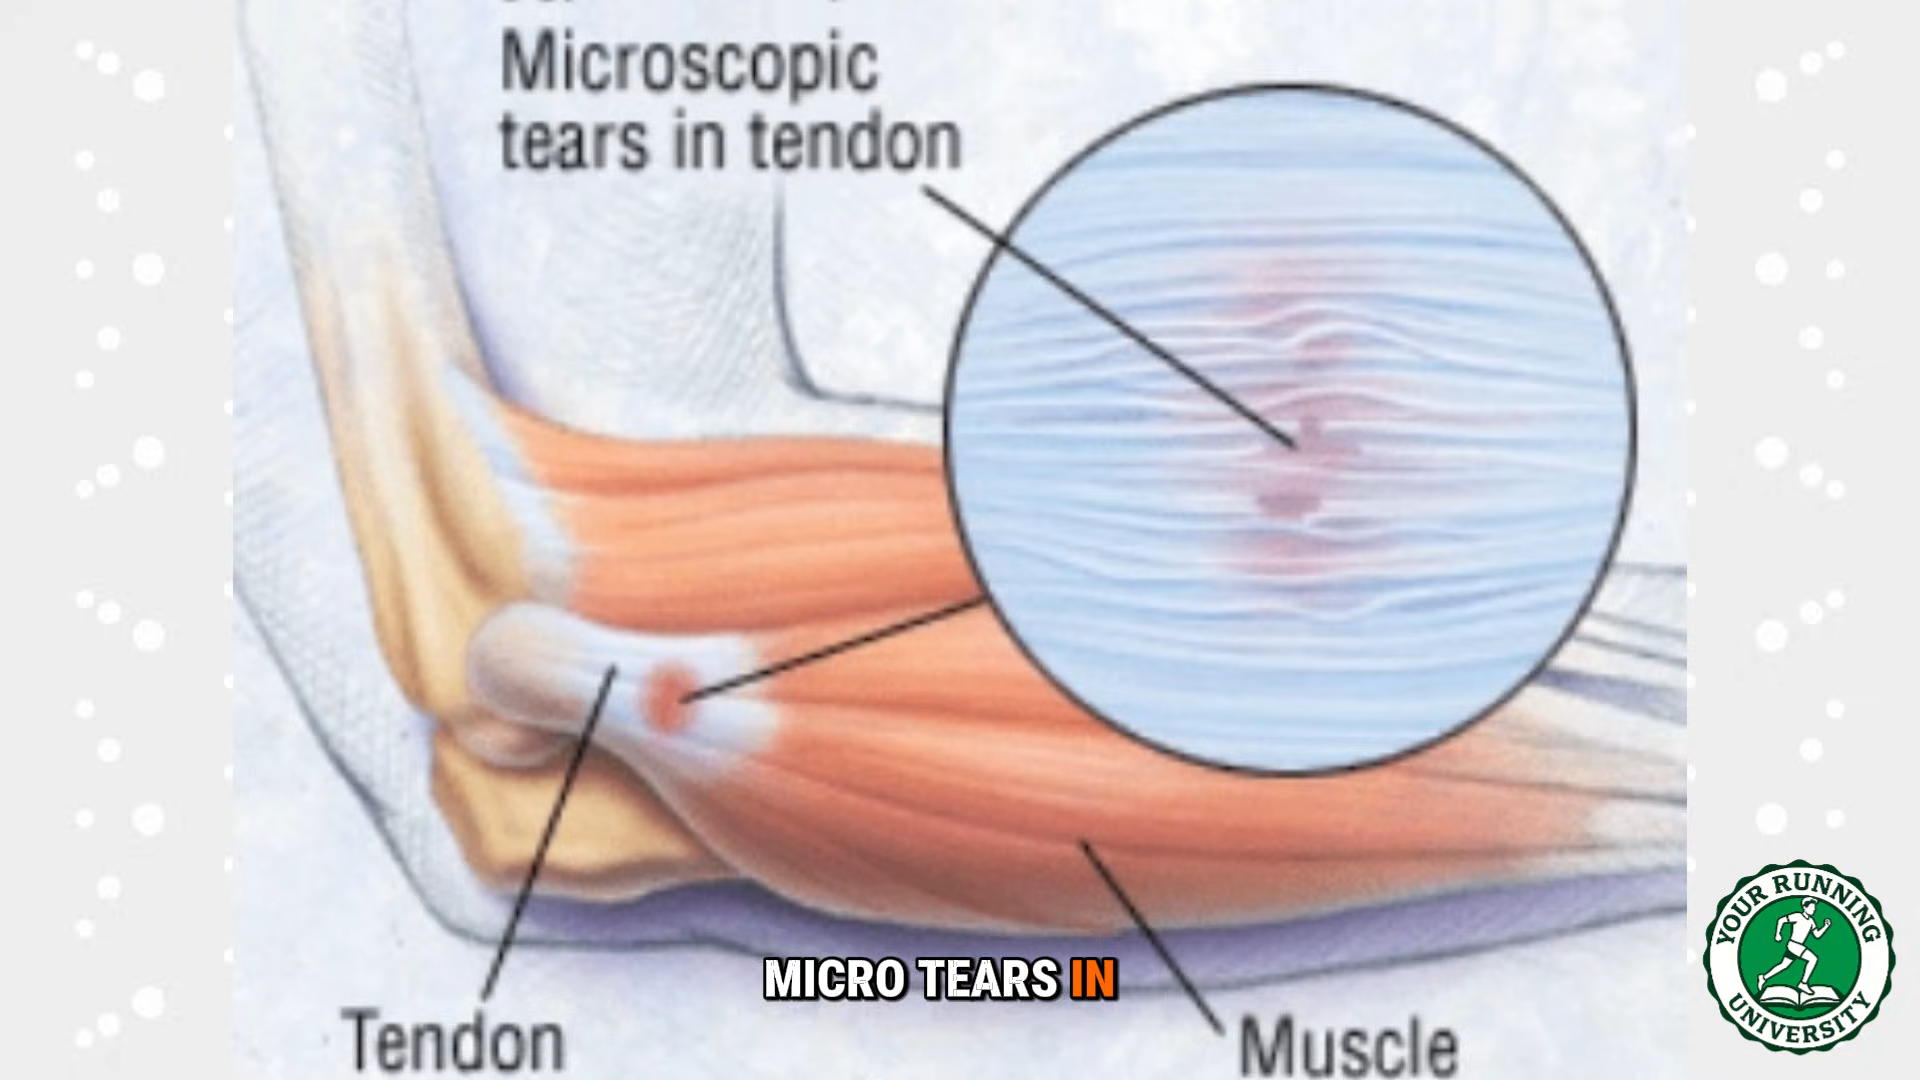 Microscopic
tears in tendon
MICRO TEARS IN
Tendon
Muscle
YOUR RUNNING
UNIVERSITY